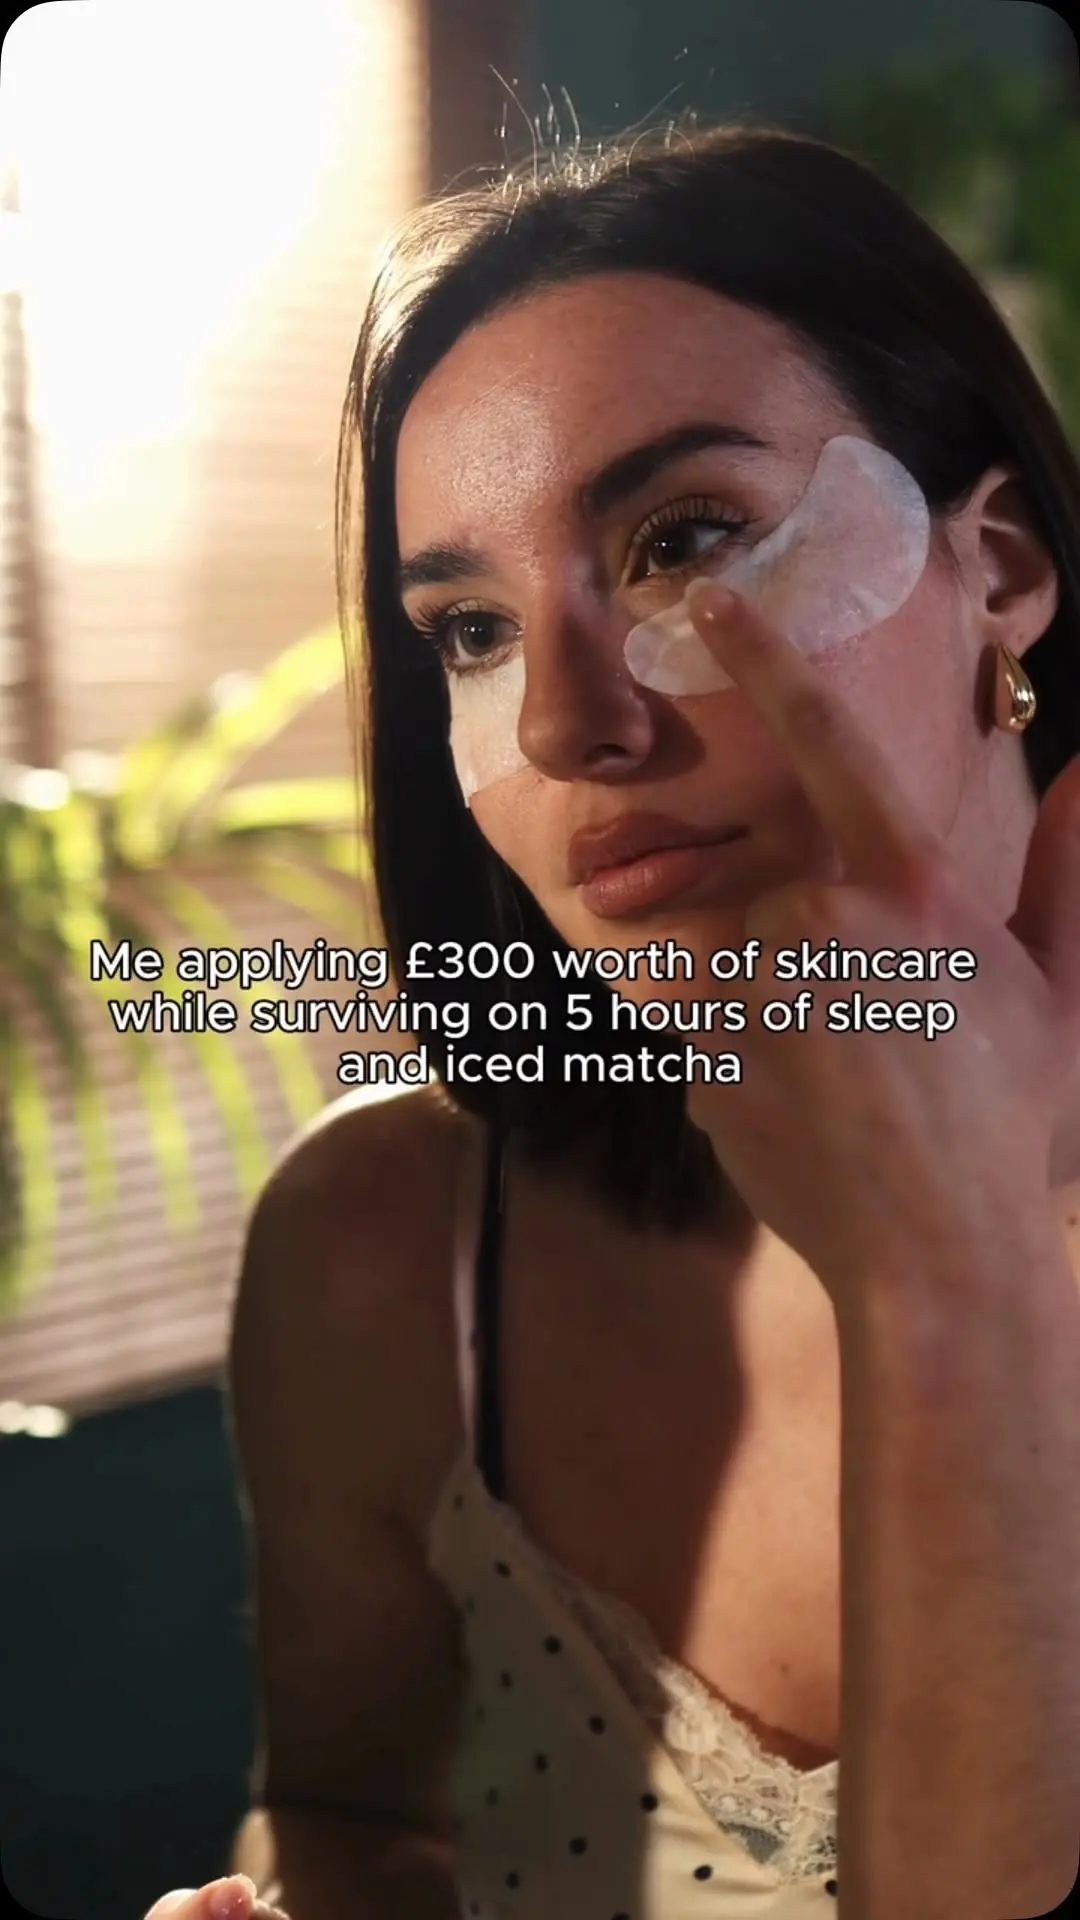 Me applying £300 worth of skincare
while surviving on 5 hours of sleep
and iced matcha